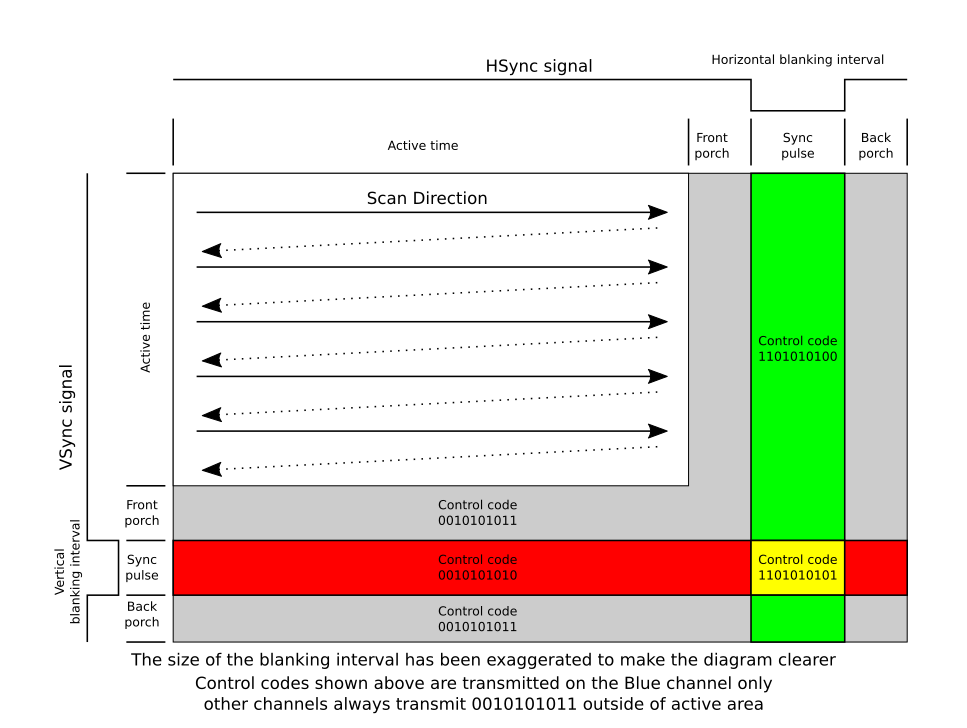 HSync signal
Horizontal blanking interval
Active time
Front
porch
Sync
pulse
Back
porch
Scan Direction
VSync signal
Active time
Control code
1101010100
Front
porch
Control code
0010101011
Vertical
blanking interval
Sync
pulse
Control code
0010101010
Control code
1101010101
Back
porch
Control code
0010101011
The size of the blanking interval has been exaggerated to make the diagram clearer
Control codes shown above are transmitted on the Blue channel only
other channels always transmit 0010101011 outside of active area